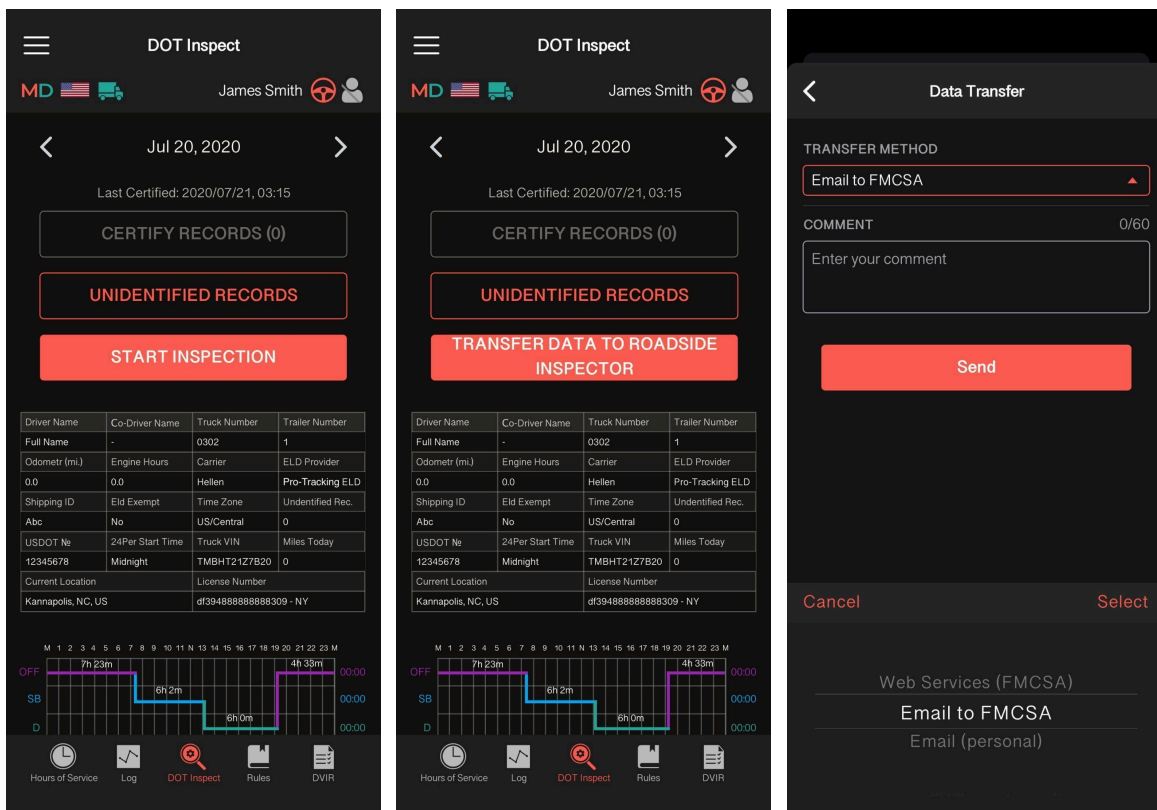 DOT Inspect
MD James Smith
Jul 20, 2020
Last Certified: 2020/07/21, 03:15
CERTIFY RECORDS (0)
UNIDENTIFIED RECORDS
START INSPECTION
Driver Name Co-Driver Name Truck Number Trailer Number
Full Name - 0302 1
Odometr (mi.) Engine Hours Carrier ELD Provider
0.0 0.0 Hellen Pro-Tracking ELD
Shipping ID Eld Exempt Time Zone Undentified Rec.
Abc No US/Central 0
USDOT № 24Per Start Time Truck VIN Miles Today
12345678 Midnight TMBHT21Z7B20 0
Current Location License Number
Kannapolis, NC, US df394888888888309 - NY
M 1 2 3 4 5 6 7 8 9 10 11 N 13 14 15 16 17 18 19 20 21 22 23 M
OFF 7h 23m 4h 33m 00:00
SB 6h 2m 00:00
D 6h 0m 00:00
Hours of Service Log DOT Inspect Rules DVIR
DOT Inspect
MD James Smith
Jul 20, 2020
Last Certified: 2020/07/21, 03:15
CERTIFY RECORDS (0)
UNIDENTIFIED RECORDS
TRANSFER DATA TO ROADSIDE
INSPECTOR
Driver Name Co-Driver Name Truck Number Trailer Number
Full Name - 0302 1
Odometr (mi.) Engine Hours Carrier ELD Provider
0.0 0.0 Hellen Pro-Tracking ELD
Shipping ID Eld Exempt Time Zone Undentified Rec.
Abc No US/Central 0
USDOT № 24Per Start Time Truck VIN Miles Today
12345678 Midnight TMBHT21Z7B20 0
Current Location License Number
Kannapolis, NC, US df394888888888309 - NY
M 1 2 3 4 5 6 7 8 9 10 11 N 13 14 15 16 17 18 19 20 21 22 23 M
OFF 7h 23m 4h 33m 00:00
SB 6h 2m 00:00
D 6h 0m 00:00
Hours of Service Log DOT Inspect Rules DVIR
Data Transfer
TRANSFER METHOD
Email to FMCSA
COMMENT 0/60
Enter your comment
Send
Cancel Select
Web Services (FMCSA)
Email to FMCSA
Email (personal)